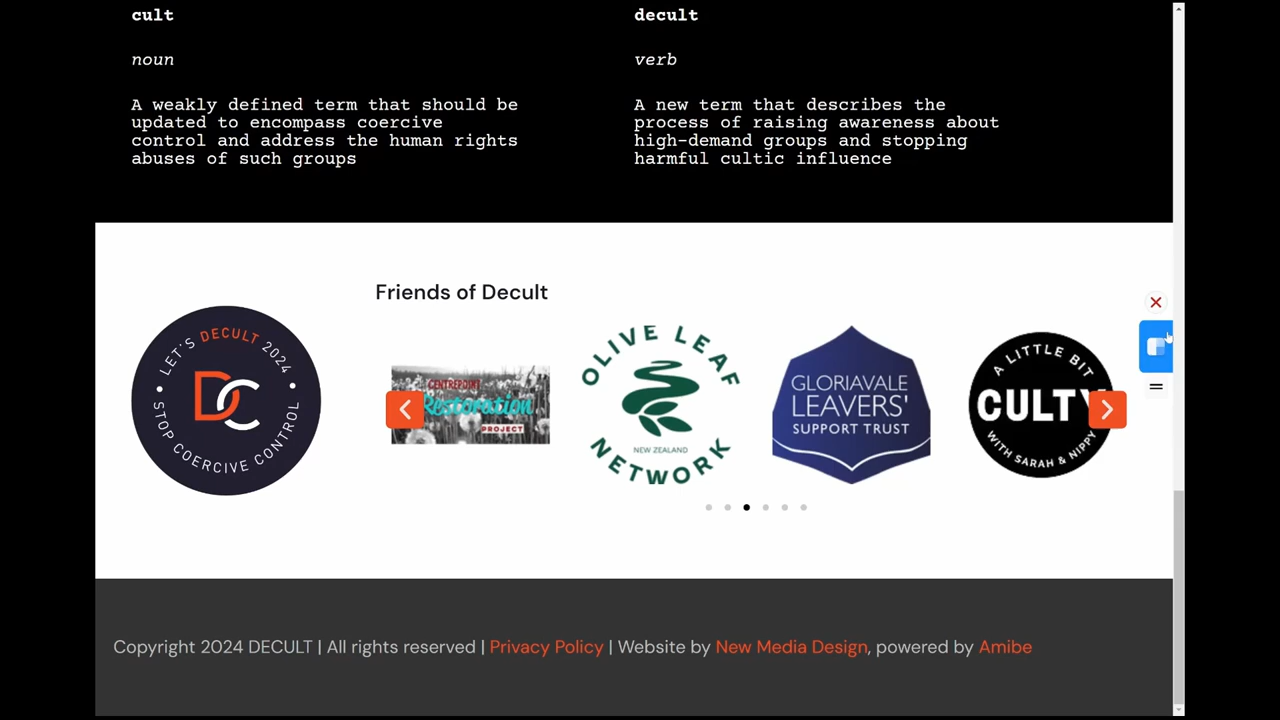 cult
noun
A weakly defined term that should be
updated to encompass coercive
control and address the human rights
abuses of such groups
decult
verb
A new term that describes the
process of raising awareness about
high-demand groups and stopping
harmful cultic influence
Friends of Decult
LET'S DECULT 2024
DC
STOP COERCIVE CONTROL
CENTREPOINT
Restoration
PROJECT
OLIVE LEAF
NEW ZEALAND
NETWORK
GLORIAVALE
LEAVERS'
SUPPORT TRUST
A LITTLE BIT
CULTY
WITH SARAH & NIPPY
Copyright 2024 DECULT | All rights reserved | Privacy Policy | Website by New Media Design, powered by Amibe